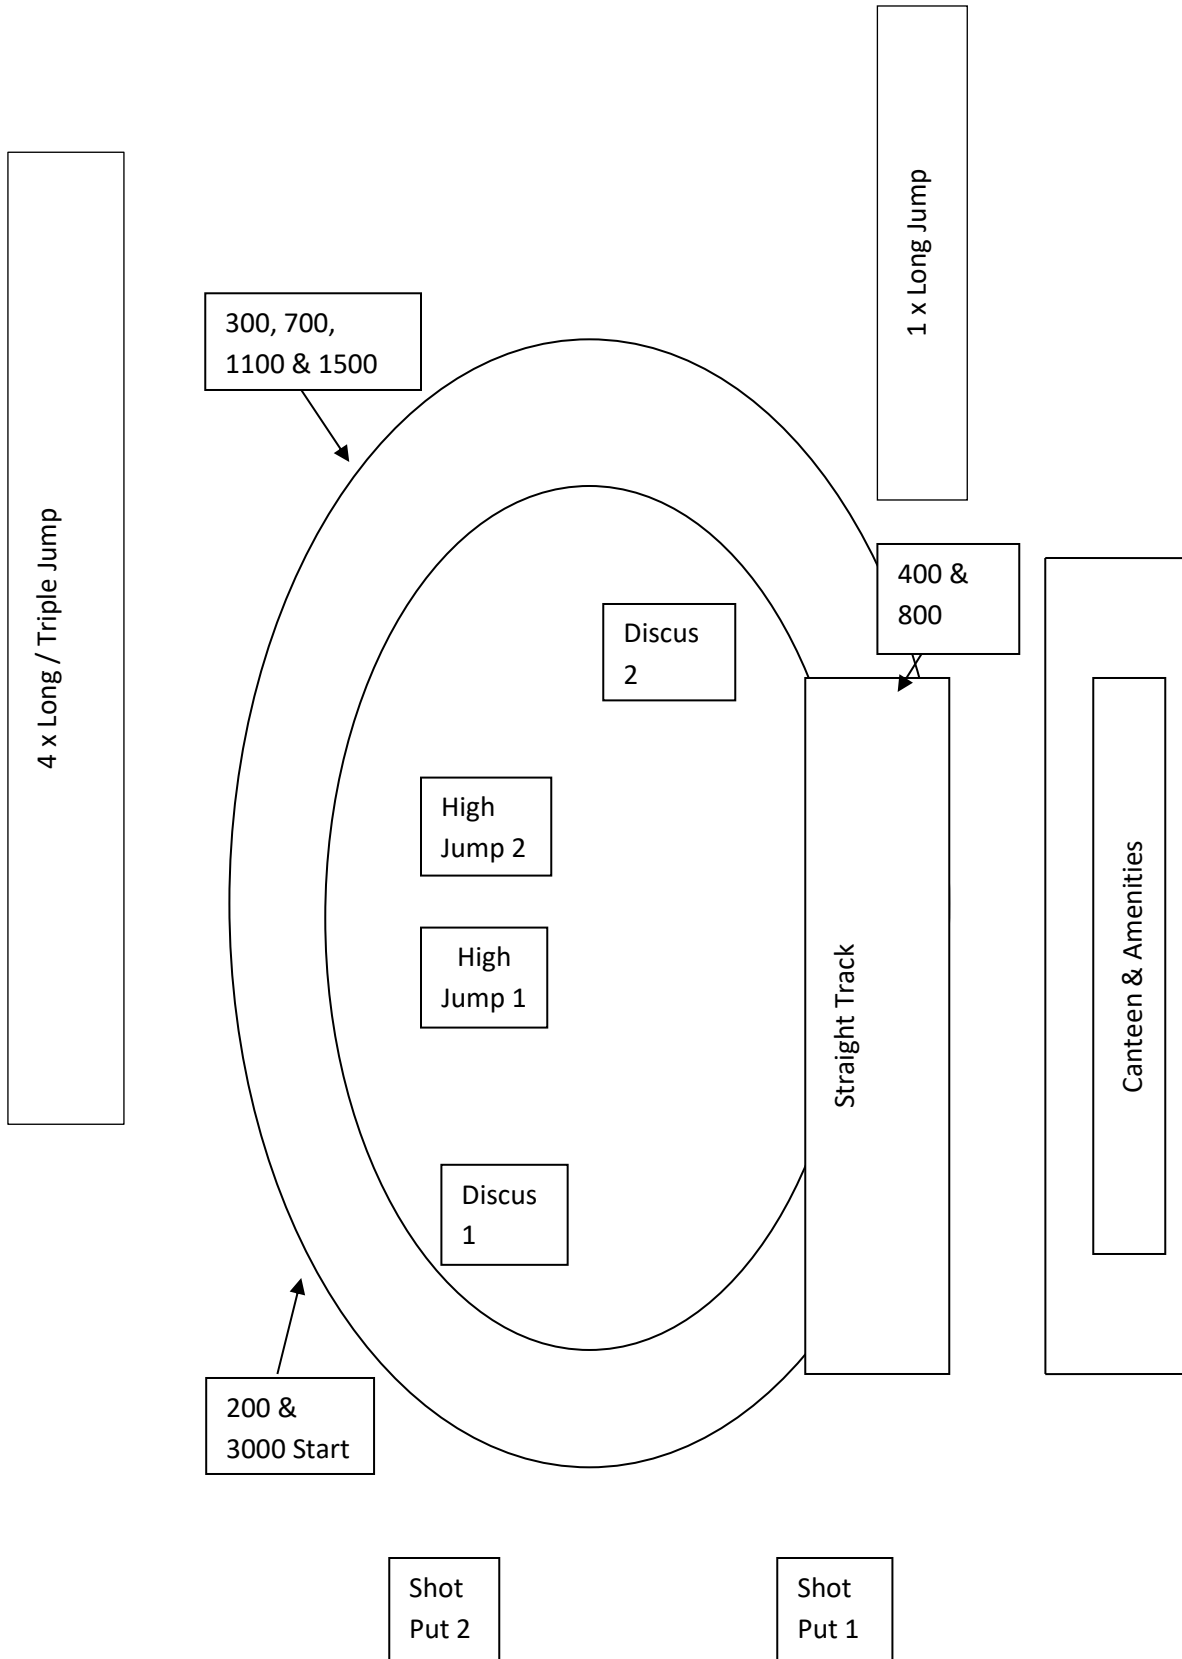 1 x Long Jump
300, 700,
1100 & 1500
4 x Long / Triple Jump
400 &
800
Discus
2
High
Jump 2
High
Jump 1
Straight Track
Canteen & Amenities
Discus
1
200 &
3000 Start
Shot
Put 2
Shot
Put 1